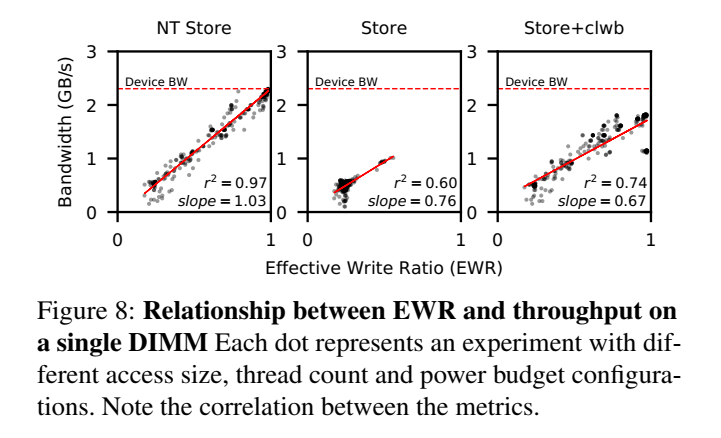 NT Store
Store
Store+clwb
Bandwidth (GB/s)
3
2
1
0
Device BW
r² = 0.97
slope = 1.03
0
1
3
2
1
0
Device BW
r² = 0.60
slope = 0.76
0
1
3
2
1
0
Device BW
r² = 0.74
slope = 0.67
0
1
Effective Write Ratio (EWR)
Figure 8: Relationship between EWR and throughput on
a single DIMM Each dot represents an experiment with dif-
ferent access size, thread count and power budget configura-
tions. Note the correlation between the metrics.